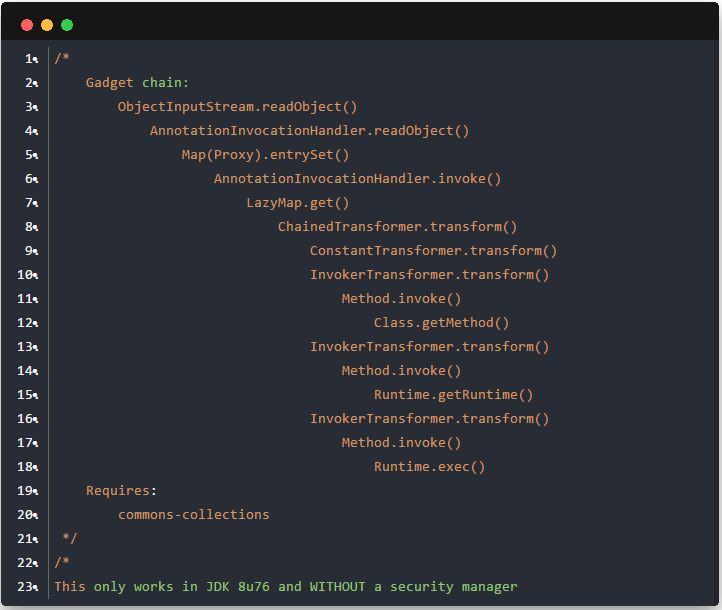 1 /*
2     Gadget chain:
3         ObjectInputStream.readObject()
4             AnnotationInvocationHandler.readObject()
5                 Map(Proxy).entrySet()
6                     AnnotationInvocationHandler.invoke()
7                         LazyMap.get()
8                             ChainedTransformer.transform()
9                                 ConstantTransformer.transform()
10                                 InvokerTransformer.transform()
11                                     Method.invoke()
12                                         Class.getMethod()
13                                 InvokerTransformer.transform()
14                                     Method.invoke()
15                                         Runtime.getRuntime()
16                                 InvokerTransformer.transform()
17                                     Method.invoke()
18                                         Runtime.exec()
19     Requires:
20         commons-collections
21  */
22 /*
23 This only works in JDK 8u76 and WITHOUT a security manager